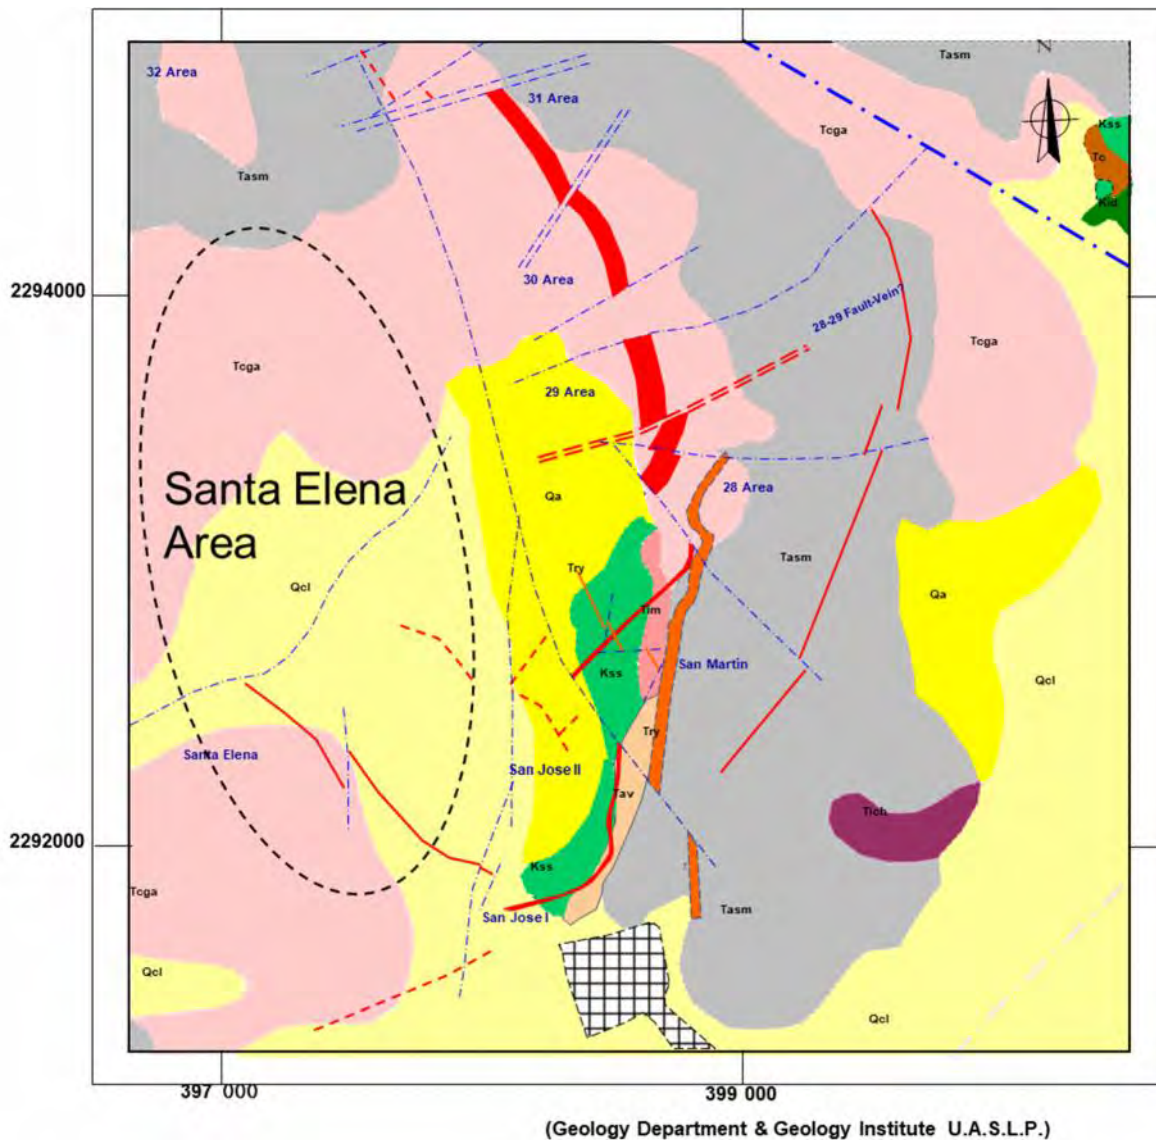 N
Tasm
32 Area
31 Area
Kss
Tcga
Tc
Tasm
Kid
30 Area
2294000
28-29 Fault-Vein?
Tcga
Tcga
29 Area
Santa Elena
Area
28 Area
Qa
Tasm
Try
Qcl
Qa
Tim
San Martin
Kss
Qcl
Try
Santa Elena
San Jose II
Tav
Tich
2292000
Kss
Tcga
San Jose I
Tasm
Qcl
Qcl
397 000
399 000
(Geology Department & Geology Institute U.A.S.L.P.)